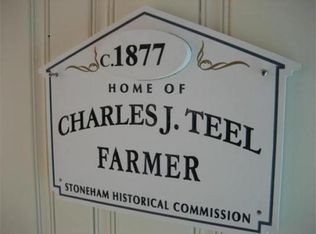 C.1877
HOME OF
CHARLES J. TEEL
FARMER
STONEHAM HISTORICAL COMMISSION